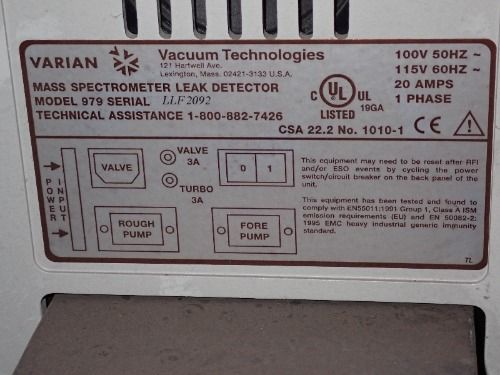 VARIAN
Vacuum Technologies
121 Hartwell Ave.
Lexington, Mass. 02421-3133 U.S.A.
100V 50HZ ~
115V 60HZ ~
20 AMPS
1 PHASE
MASS SPECTROMETER LEAK DETECTOR
MODEL 979 SERIAL LLF2092
TECHNICAL ASSISTANCE 1-800-882-7426
C UL UL
LISTED 19GA
CSA 22.2 No. 1010-1 CE
POWER INPUT
VALVE
VALVE
3A
TURBO
3A
0 1
ROUGH
PUMP
FORE
PUMP
This equipment may need to be reset after RFI
and/or ESD events by cycling the power
switch/circuit breaker on the back panel of the
unit.
This equipment has been tested and found to
comply with EN55011:1991 Group 1, Class A ISM
emission requirements (EU) and EN 50082-2:
1995 EMC heavy industrial generic immunity
standard.
TL